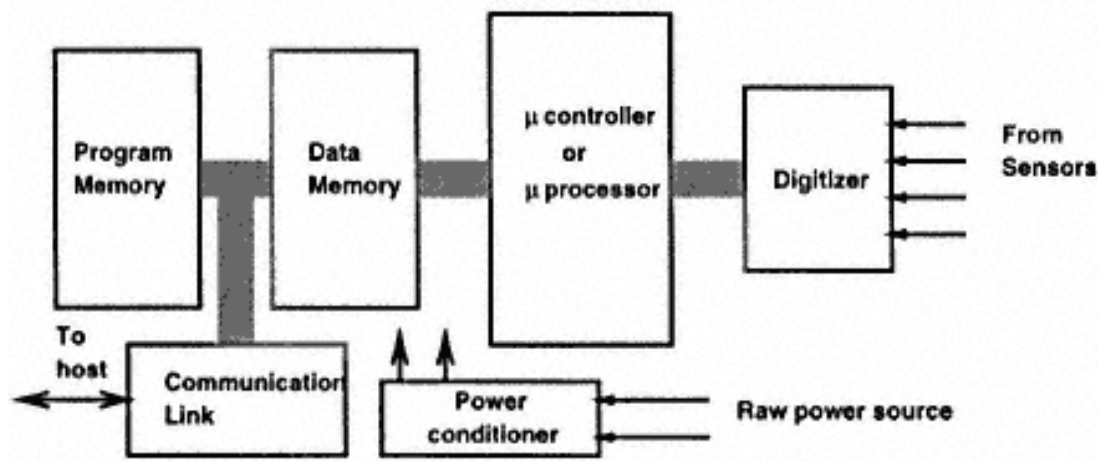 Program
Memory
Data
Memory
μ controller
or
μ processor
Digitizer
From
Sensors
To
host
Communication
Link
Power
conditioner
Raw power source